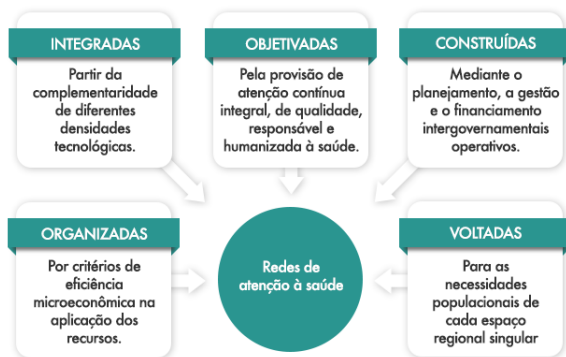 INTEGRADAS
Partir da
complementaridade
de diferentes
densidades
tecnológicas.
OBJETIVADAS
Pela provisão de
atenção contínua
integral, de qualidade,
responsável e
humanizada à saúde.
CONSTRUÍDAS
Mediante o
planejamento, a gestão
e o financiamento
intergovernamentais
operativos.
ORGANIZADAS
Por critérios de
eficiência
microeconômica na
aplicação dos
recursos.
Redes de
atenção à saúde
VOLTADAS
Para as
necessidades
populacionais de
cada espaço
regional singular